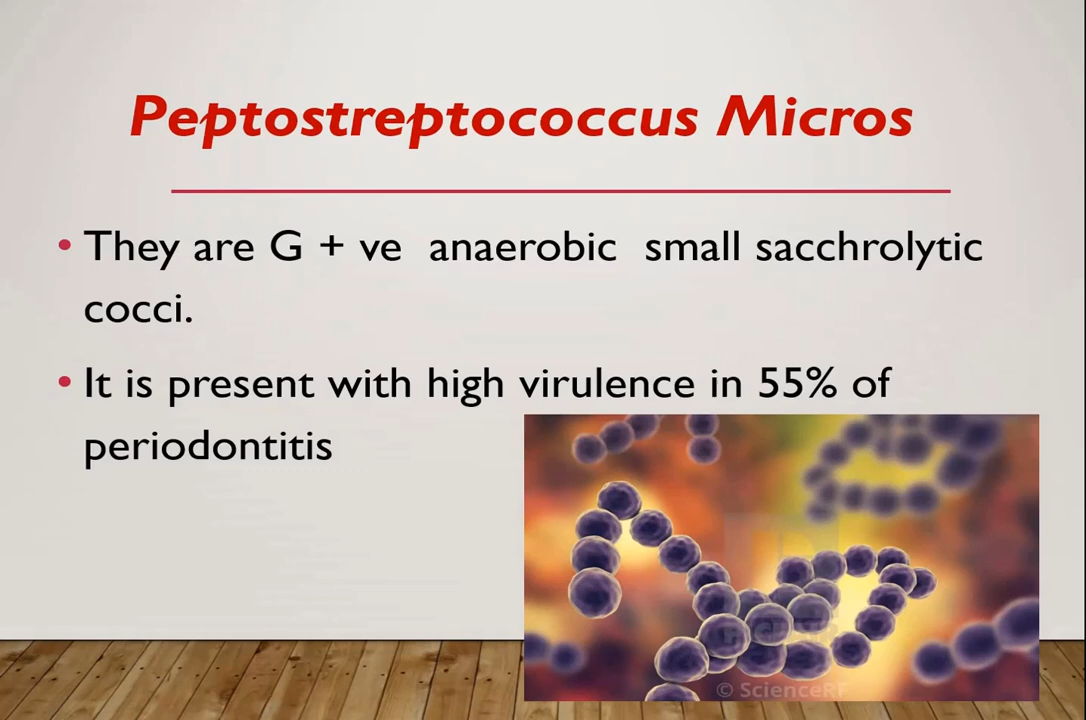 Peptostreptococcus Micros
• They are G + ve anaerobic small sacchrolytic
cocci.
• It is present with high virulence in 55% of
periodontitis
© ScienceRF